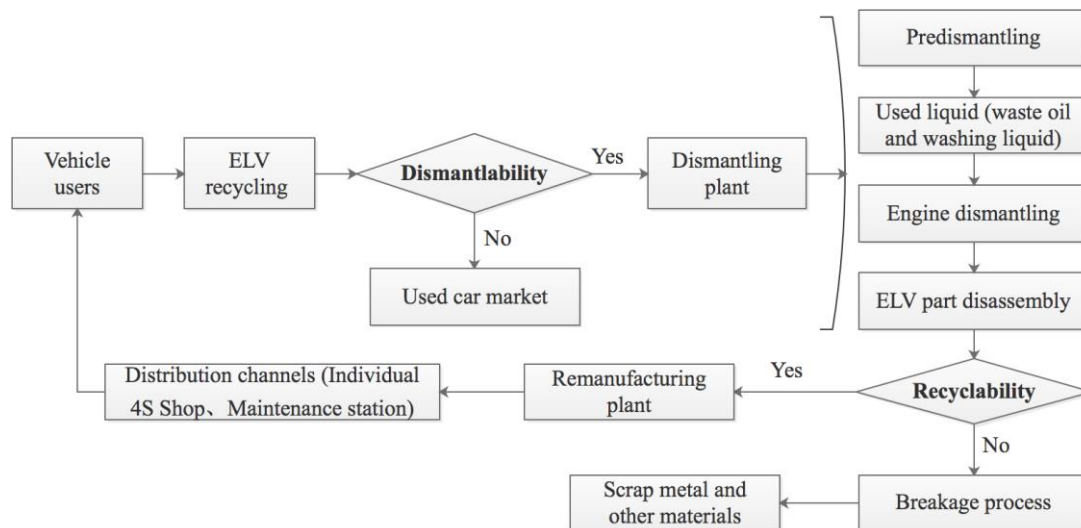 Predismantling
Used liquid (waste oil
and washing liquid)
Vehicle
users
ELV
recycling
Dismantlability
Yes
Dismantling
plant
Engine dismantling
No
Used car market
ELV part disassembly
Distribution channels (Individual
4S Shop、Maintenance station)
Remanufacturing
plant
Yes
Recyclability
No
Scrap metal and
other materials
Breakage process